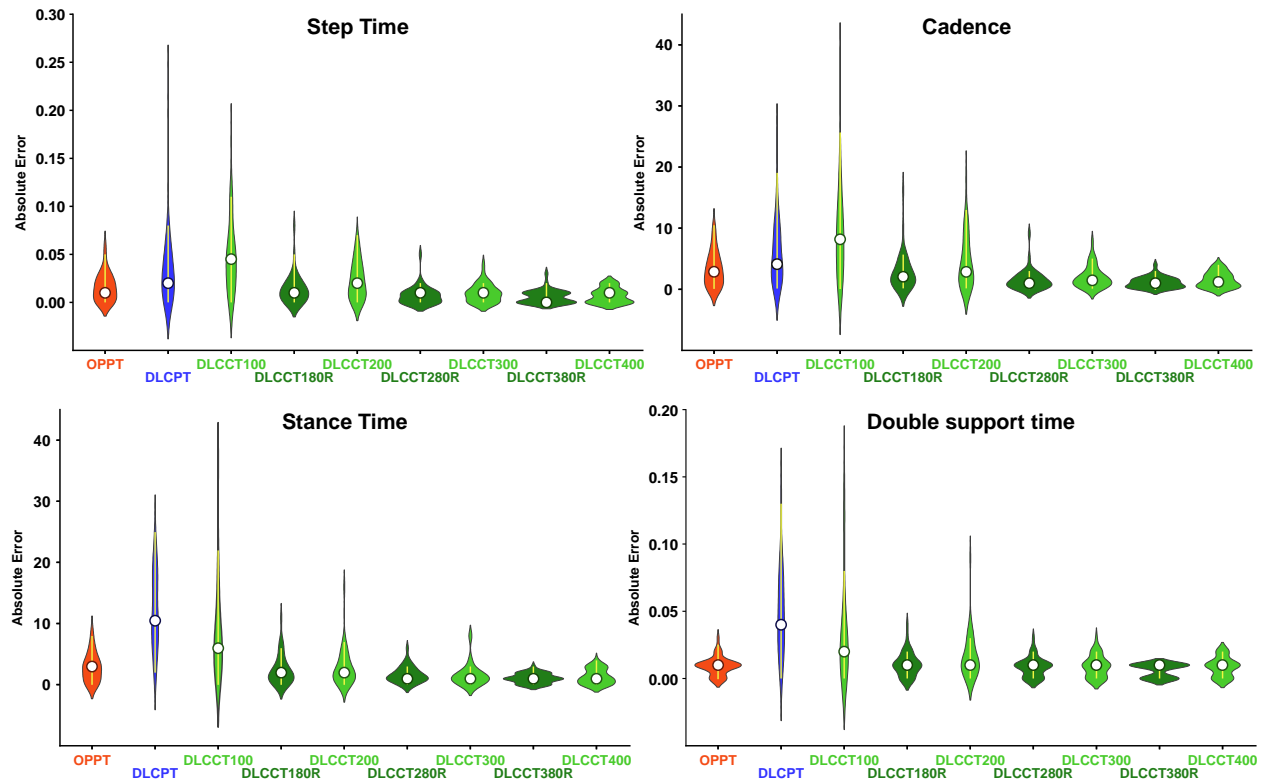 Step Time
Absolute Error
0.30
0.25
0.20
0.15
0.10
0.05
0.00
OPPT DLCCT100 DLCCT200 DLCCT300 DLCCT400
DLCPT DLCCT180R DLCCT280R DLCCT380R
Cadence
Absolute Error
40
30
20
10
0
OPPT DLCCT100 DLCCT200 DLCCT300 DLCCT400
DLCPT DLCCT180R DLCCT280R DLCCT380R
Stance Time
Absolute Error
40
30
20
10
0
OPPT DLCCT100 DLCCT200 DLCCT300 DLCCT400
DLCPT DLCCT180R DLCCT280R DLCCT380R
Double support time
Absolute Error
0.20
0.15
0.10
0.05
0.00
OPPT DLCCT100 DLCCT200 DLCCT300 DLCCT400
DLCPT DLCCT180R DLCCT280R DLCCT380R